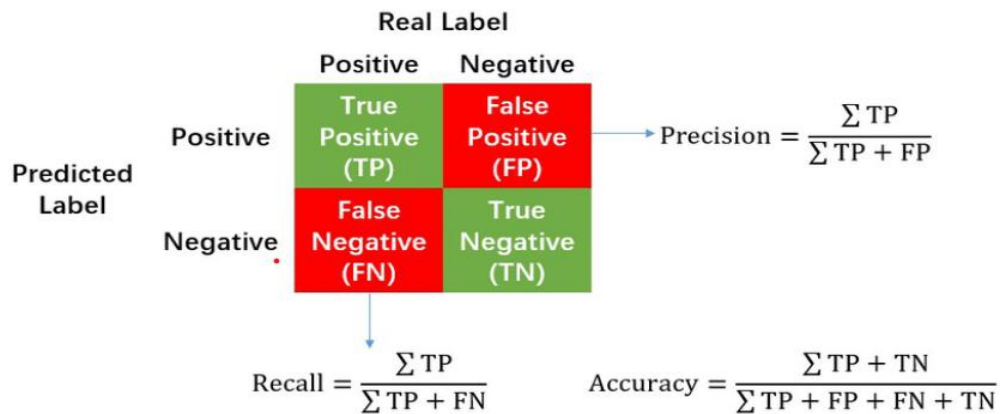 Real Label
Positive Negative
True Positive (TP)
False Positive (FP)
Positive
Precision = ∑ TP / ∑ TP + FP
Predicted Label
False Negative (FN)
True Negative (TN)
Negative
Recall = ∑ TP / ∑ TP + FN
Accuracy = ∑ TP + TN / ∑ TP + FP + FN + TN